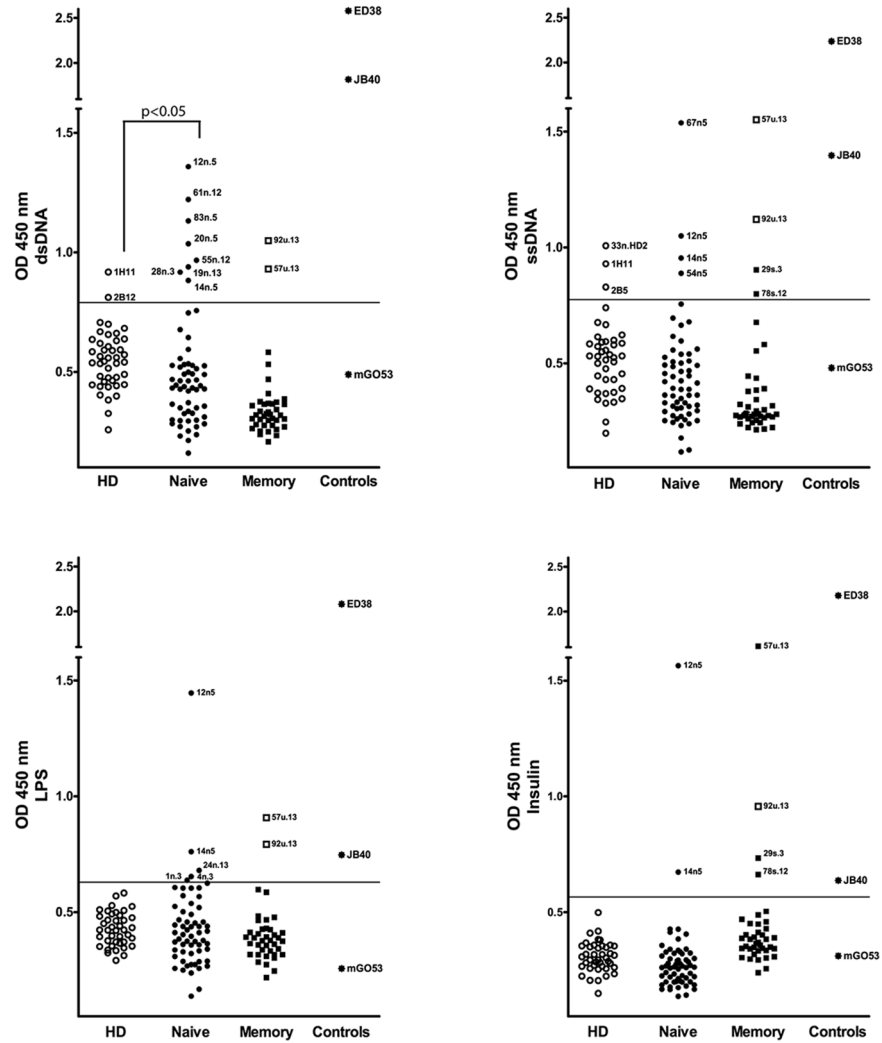 2.5
ED38
2.0
JB40
p<0.05
1.5
12n.5
61n.12
83n.5
20n.5
1.0
55n.12
92u.13
1H11
28n.3
19n.13
57u.13
14n.5
2B12
0.5
mGO53
OD 450 nm
dsDNA
HD Naive Memory Controls
2.5
ED38
2.0
1.5
67n5
57u.13
JB40
92u.13
12n5
1.0
33n.HD2
14n5
1H11
29s.3
54n5
2B5
78s.12
0.5
mGO53
OD 450 nm
ssDNA
HD Naive Memory Controls
2.5
2.0
ED38
1.5
12n5
1.0
57u.13
92u.13
14n5
JB40
24n.13
1n.3
4n.3
0.5
mGO53
OD 450 nm
LPS
HD Naive Memory Controls
2.5
ED38
2.0
57u.13
1.5
12n5
1.0
92u.13
29s.3
14n5
78s.12
JB40
0.5
mGO53
OD 450 nm
Insulin
HD Naive Memory Controls